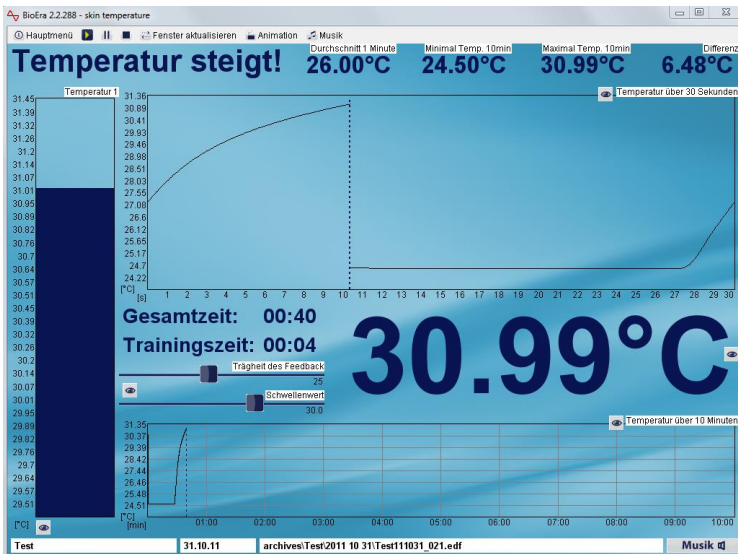 BioEra 2.2.288 - skin temperature
Hauptmenü Fenster aktualisieren Animation Musik
Temperatur steigt!
Durchschnitt 1 Minute
26.00°C
Minimal Temp. 10min
24.50°C
Maximal Temp. 10min
30.99°C
Differenz
6.48°C
Temperatur 1
31.45
31.39
31.32
31.26
31.2
31.14
31.07
31.01
30.95
30.89
30.82
30.76
30.7
30.64
30.57
30.51
30.45
30.39
30.32
30.26
30.2
30.14
30.07
30.01
29.95
29.89
29.82
29.76
29.7
29.64
29.57
29.51
[°C]
Temperatur über 30 Sekunden
31.36
30.89
30.41
29.93
29.46
28.98
28.51
28.03
27.55
27.08
26.6
26.12
25.65
25.17
24.7
24.22
[°C]
[s] 1 2 3 4 5 6 7 8 9 10 11 12 13 14 15 16 17 18 19 20 21 22 23 24 25 26 27 28 29 30
Gesamtzeit: 00:40
Trainingszeit: 00:04
Trägheit des Feedback
25
Schwellenwert
30.0
30.99°C
Temperatur über 10 Minuten
31.35
30.37
29.39
28.42
27.44
26.46
25.48
24.51
[°C]
[min] 01:00 02:00 03:00 04:00 05:00 06:00 07:00 08:00 09:00 10:00
Test 31.10.11 archives\Test\2011 10 31\Test111031_021.edf Musik